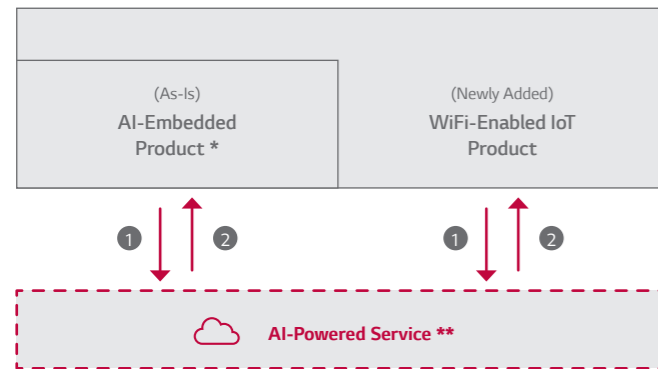 (As-Is)
AI-Embedded
Product *
(Newly Added)
WiFi-Enabled IoT
Product
1
2
1
2
AI-Powered Service **